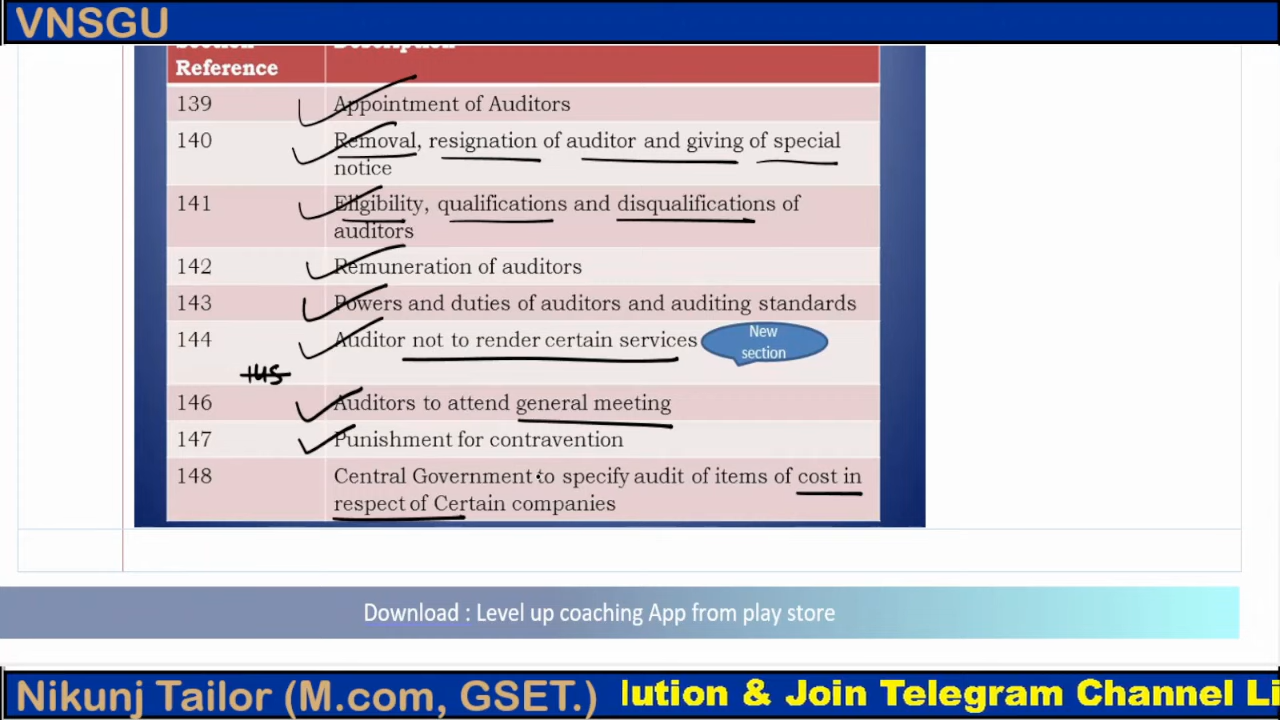 VNSGU
Section Description
Reference
139 Appointment of Auditors
140 Removal, resignation of auditor and giving of special
notice
141 Eligibility, qualifications and disqualifications of
auditors
142 Remuneration of auditors
143 Powers and duties of auditors and auditing standards
144 Auditor not to render certain services
New
section
145
146 Auditors to attend general meeting
147 Punishment for contravention
148 Central Government to specify audit of items of cost in
respect of Certain companies
Download : Level up coaching App from play store
Nikunj Tailor (M.com, GSET.) lution & Join Telegram Channel Li